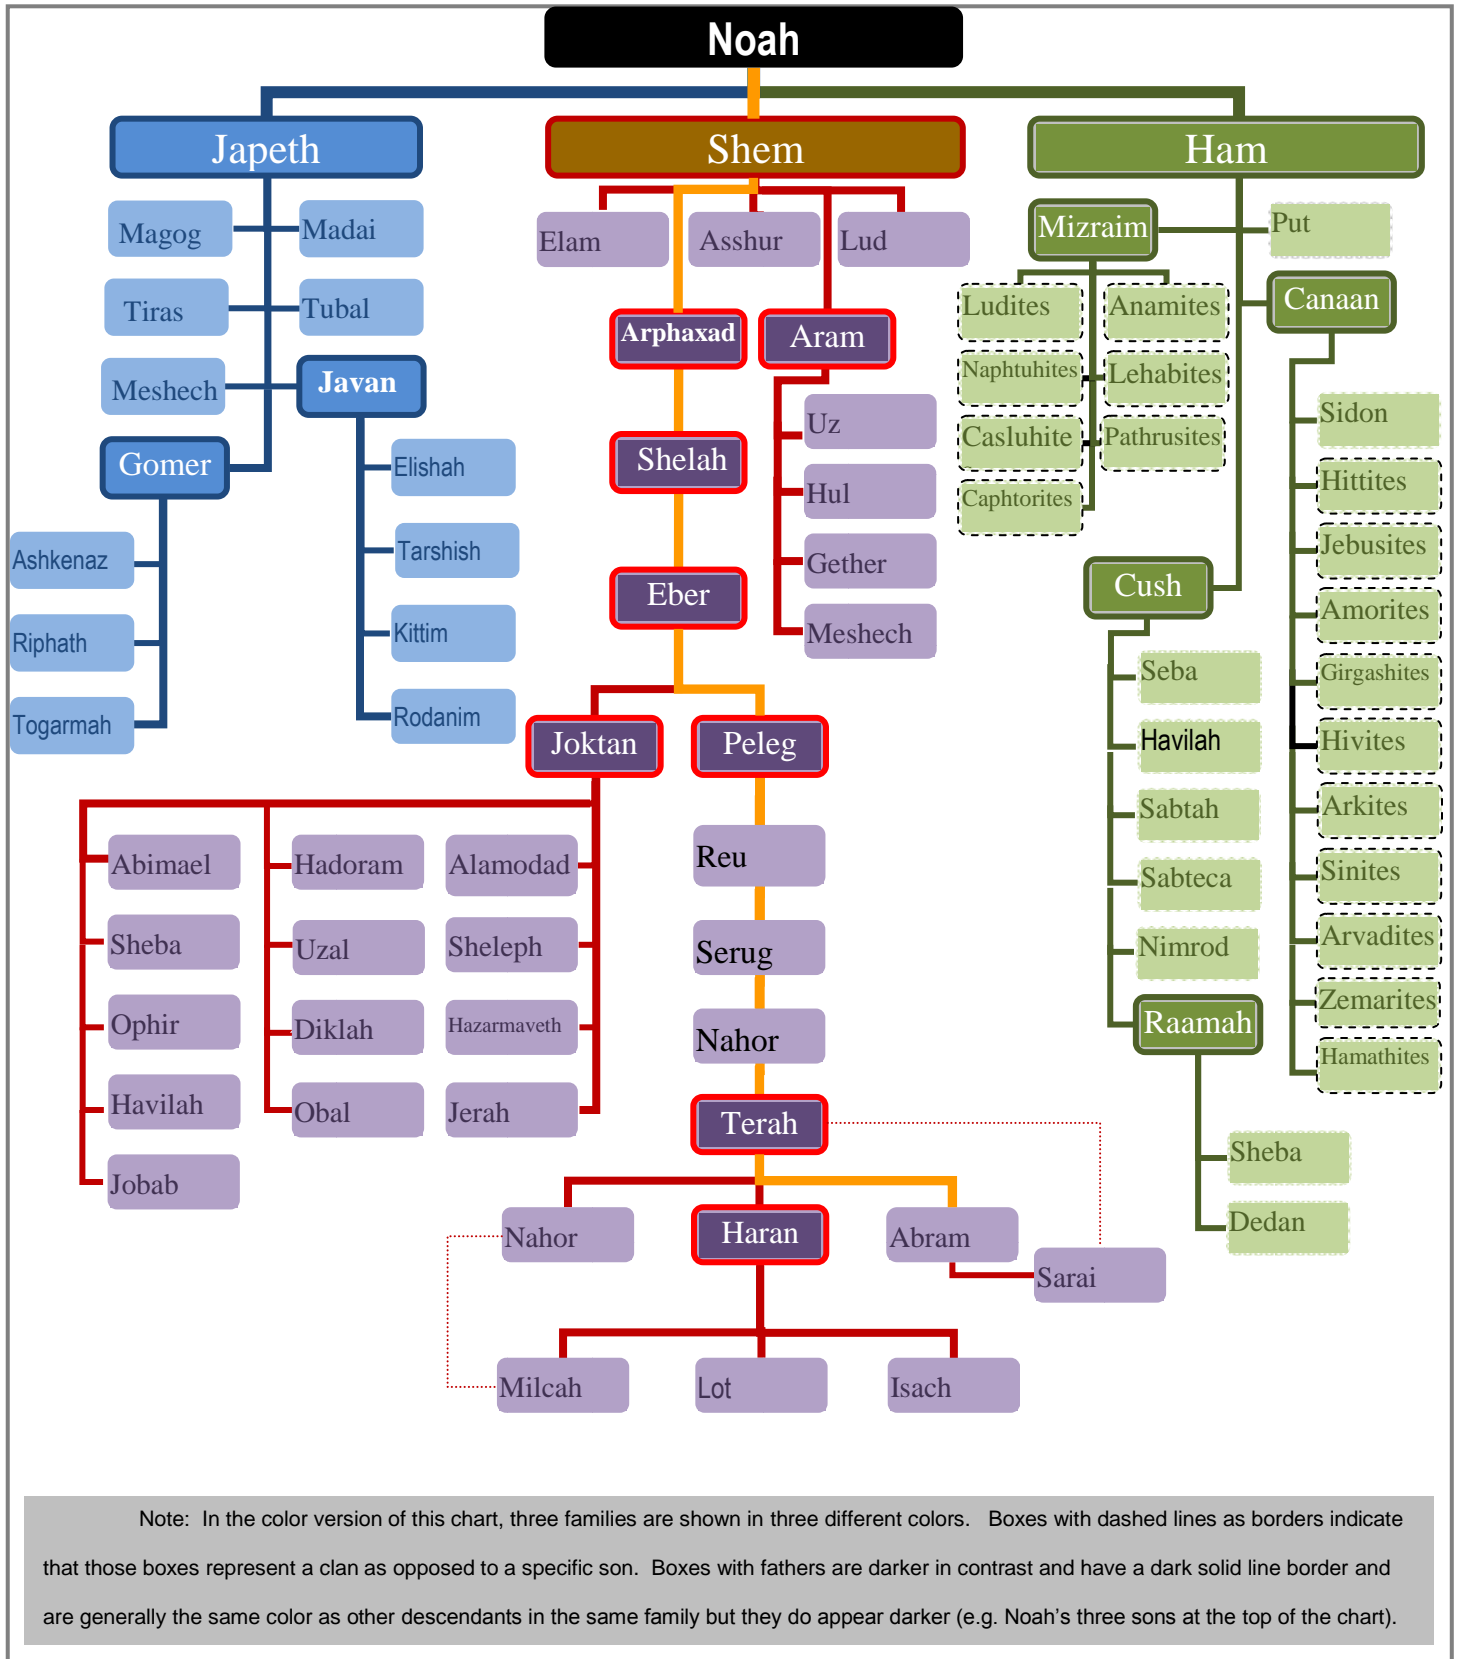 Noah
Japeth
Shem
Ham
Magog
Madai
Tiras
Tubal
Meshech
Javan
Gomer
Elishah
Tarshish
Kittim
Rodanim
Ashkenaz
Riphath
Togarmah
Elam
Asshur
Lud
Arphaxad
Aram
Uz
Hul
Gether
Meshech
Shelah
Eber
Joktan
Peleg
Abimael
Hadoram
Alamodad
Sheba
Uzal
Sheleph
Ophir
Diklah
Hazarmaveth
Havilah
Obal
Jerah
Jobab
Reu
Serug
Nahor
Terah
Nahor
Haran
Abram
Sarai
Milcah
Lot
Isach
Mizraim
Put
Canaan
Ludites
Anamites
Naphtuhites
Lehabites
Casluhite
Pathrusites
Caphtorites
Cush
Seba
Havilah
Sabtah
Sabteca
Nimrod
Raamah
Sheba
Dedan
Sidon
Hittites
Jebusites
Amorites
Girgashites
Hivites
Arkites
Sinites
Arvadites
Zemarites
Hamathites
Note: In the color version of this chart, three families are shown in three different colors. Boxes with dashed lines as borders indicate
that those boxes represent a clan as opposed to a specific son. Boxes with fathers are darker in contrast and have a dark solid line border and
are generally the same color as other descendants in the same family but they do appear darker (e.g. Noah's three sons at the top of the chart).